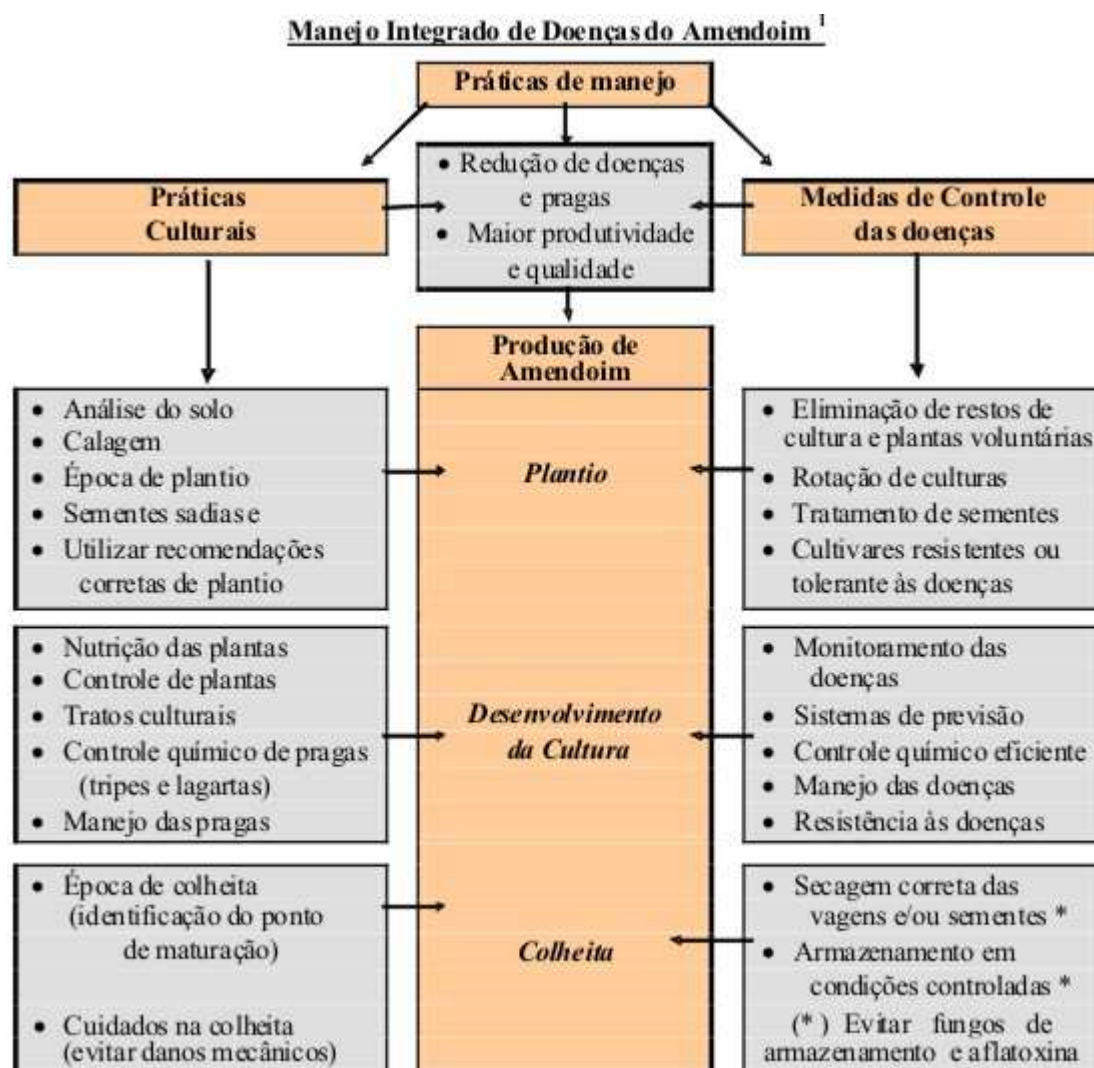 Manejo Integrado de Doenças do Amendoim 1
Práticas de manejo
Práticas
Culturais
• Redução de doenças
e pragas
• Maior produtividade
e qualidade
Medidas de Controle
das doenças
Produção de
Amendoim
• Análise do solo
• Calagem
• Época de plantio
• Sementes sadias e
• Utilizar recomendações
corretas de plantio
Plantio
• Eliminação de restos de
cultura e plantas voluntárias
• Rotação de culturas
• Tratamento de sementes
• Cultivares resistentes ou
tolerante às doenças
• Nutrição das plantas
• Controle de plantas
• Tratos culturais
• Controle químico de pragas
(tripes e lagartas)
• Manejo das pragas
Desenvolvimento
da Cultura
• Monitoramento das
doenças
• Sistemas de previsão
• Controle químico eficiente
• Manejo das doenças
• Resistência às doenças
• Época de colheita
(identificação do ponto
de maturação)
• Cuidados na colheita
(evitar danos mecânicos)
Colheita
• Secagem correta das
vagens e/ou sementes *
• Armazenamento em
condições controladas *
(*) Evitar fungos de
armazenamento e aflatoxina